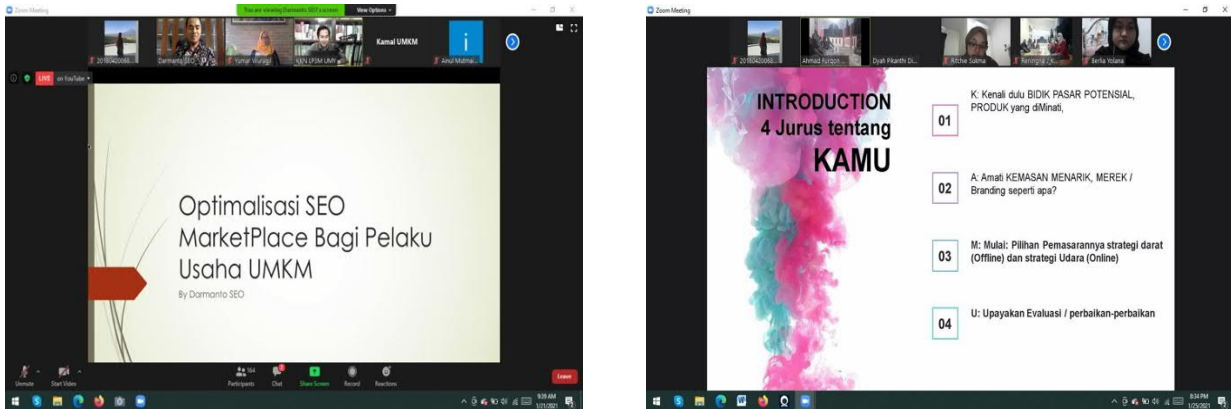 Zoom Meeting
You are viewing Darmanto SEO's screen
View Options
Kamal UMKM
i
20180420066...
Darmanto SEO
Yumar Wuragil
KKN LP3M UMY
Ainul Mutmai...
LIVE on YouTube
Optimalisasi SEO
MarketPlace Bagi Pelaku
Usaha UMKM
By Darmanto SEO
Unmute
Start Video
164
Participants
Chat
Share Screen
Record
Reactions
Leave
9:39 AM
1/21/2021
Zoom Meeting
20180420066...
Ahmad Furqon ...
Dyah Pikanthi Di...
Ritchie Sukma
Berlia Yolana
INTRODUCTION
4 Jurus tentang
KAMU
01
K: Kenali dulu BIDIK PASAR POTENSIAL,
PRODUK yang diMinati,
02
A: Amati KEMASAN MENARIK, MEREK /
Branding seperti apa?
03
M: Mulai: Pilihan Pemasarannya strategi darat
(Offline) dan strategi Udara (Online)
04
U: Upayakan Evaluasi / perbaikan-perbaikan
8:34 PM
1/25/2021